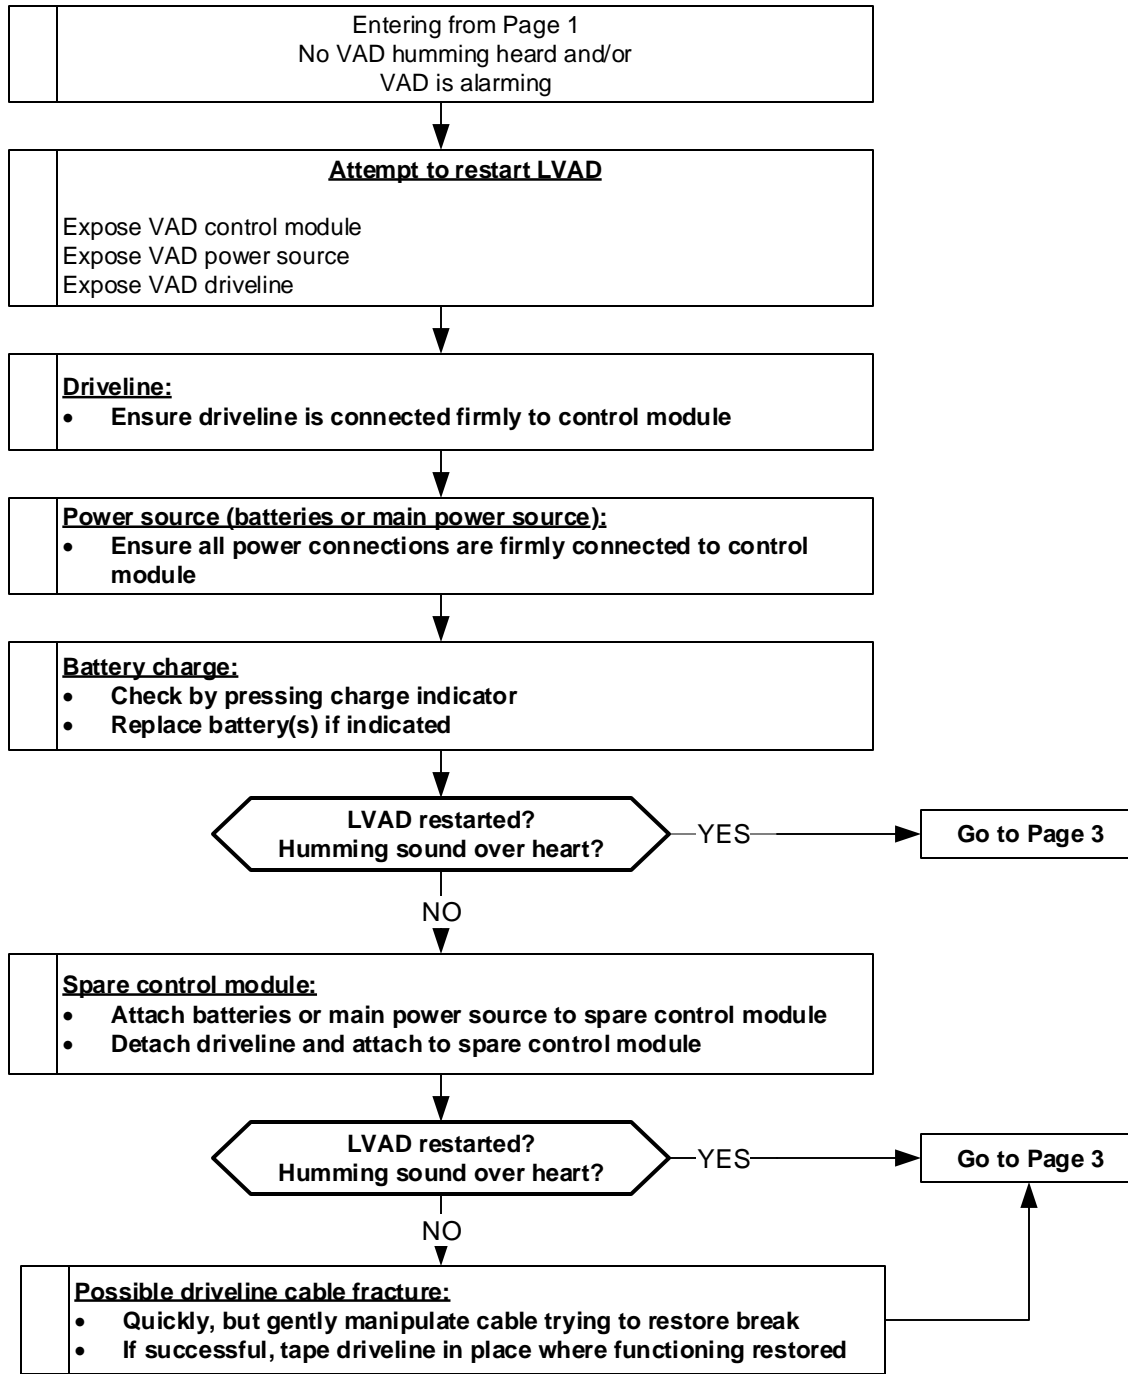 Entering from Page 1
No VAD humming heard and/or
VAD is alarming
Attempt to restart LVAD
Expose VAD control module
Expose VAD power source
Expose VAD driveline
Driveline:
• Ensure driveline is connected firmly to control module
Power source (batteries or main power source):
• Ensure all power connections are firmly connected to control
module
Battery charge:
• Check by pressing charge indicator
• Replace battery(s) if indicated
LVAD restarted?
Humming sound over heart?
YES
Go to Page 3
NO
Spare control module:
• Attach batteries or main power source to spare control module
• Detach driveline and attach to spare control module
LVAD restarted?
Humming sound over heart?
YES
Go to Page 3
NO
Possible driveline cable fracture:
• Quickly, but gently manipulate cable trying to restore break
• If successful, tape driveline in place where functioning restored